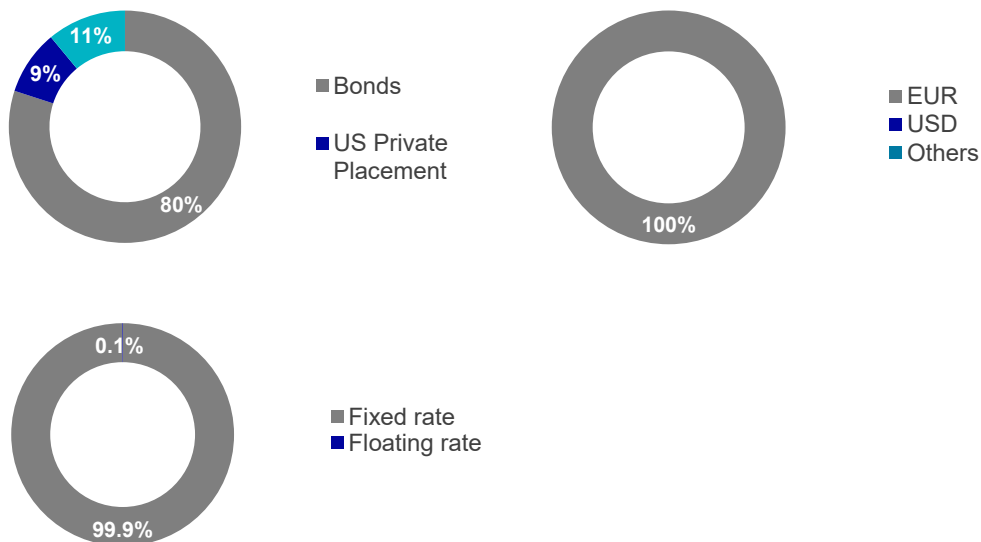 11%
9%
80%
Bonds
US Private
Placement
100%
EUR
USD
Others
0.1%
99.9%
Fixed rate
Floating rate